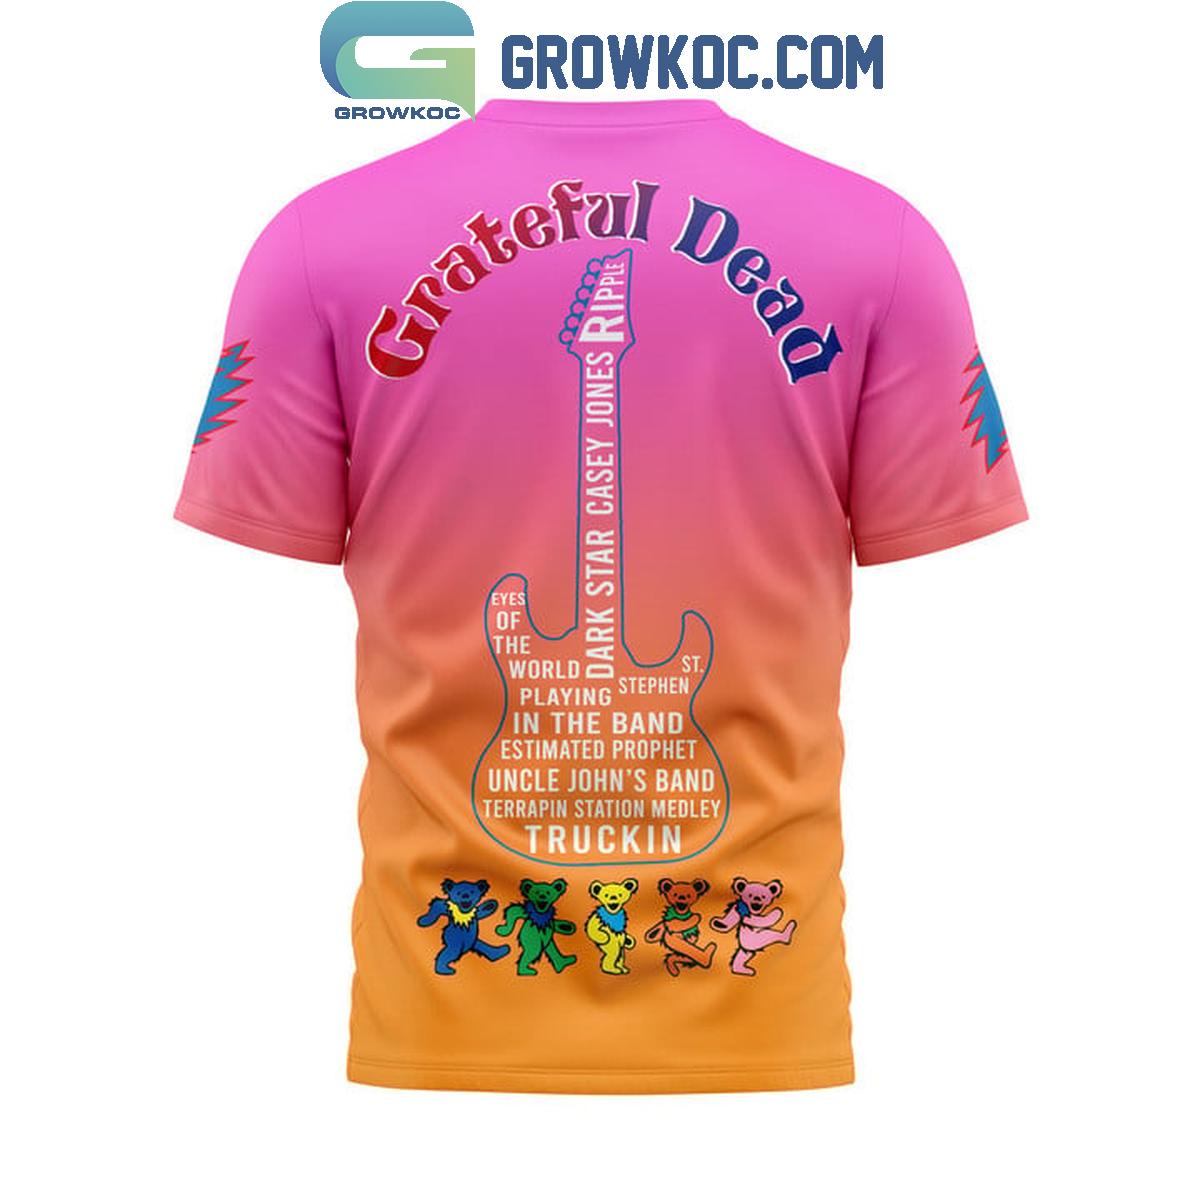 GROWKOC
GROWKOC.COM
Grateful Dead
RIPPLE
CASEY JONES
DARK STAR
EYES
OF
THE
WORLD
ST.
STEPHEN
PLAYING
IN THE BAND
ESTIMATED PROPHET
UNCLE JOHN'S BAND
TERRAPIN STATION MEDLEY
TRUCKIN